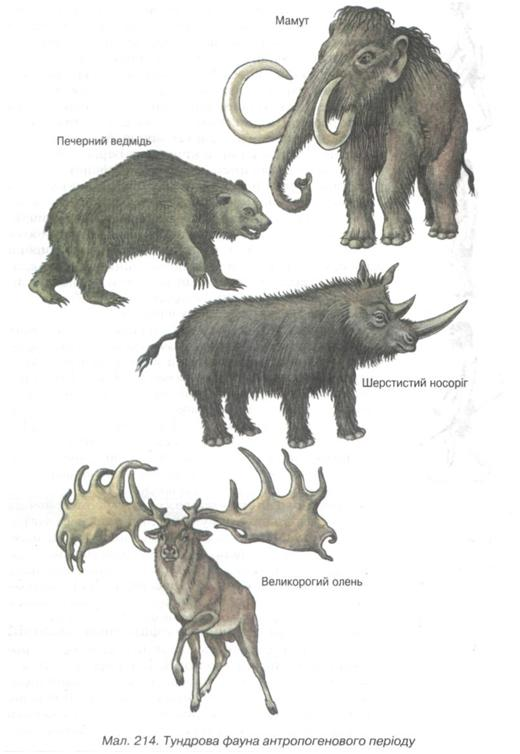 Мамут
Печерний ведмідь
Шерстистий носоріг
Великорогий олень
Мал. 214. Тундрова фауна антропогенового періоду